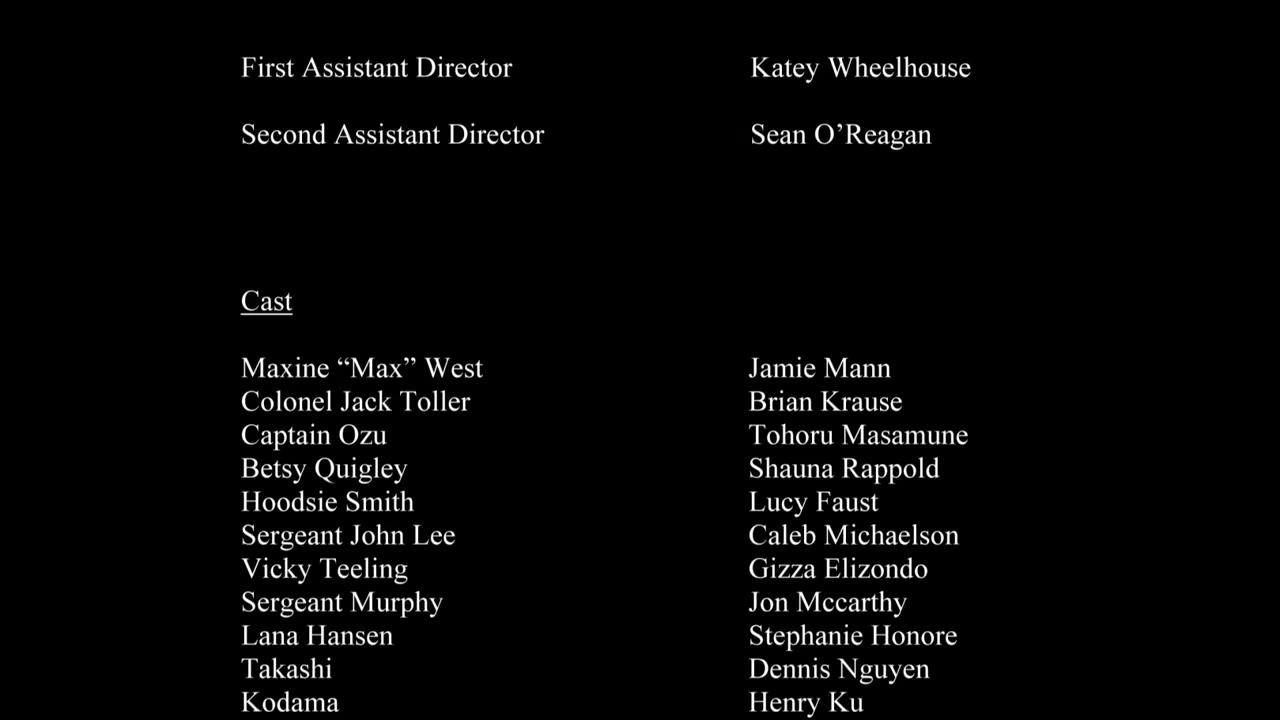 First Assistant Director Katey Wheelhouse
Second Assistant Director Sean O’Reagan
Cast
Maxine “Max” West Jamie Mann
Colonel Jack Toller Brian Krause
Captain Ozu Tohoru Masamune
Betsy Quigley Shauna Rappold
Hoodsie Smith Lucy Faust
Sergeant John Lee Caleb Michaelson
Vicky Teeling Gizza Elizondo
Sergeant Murphy Jon Mccarthy
Lana Hansen Stephanie Honore
Takashi Dennis Nguyen
Kodama Henry Ku